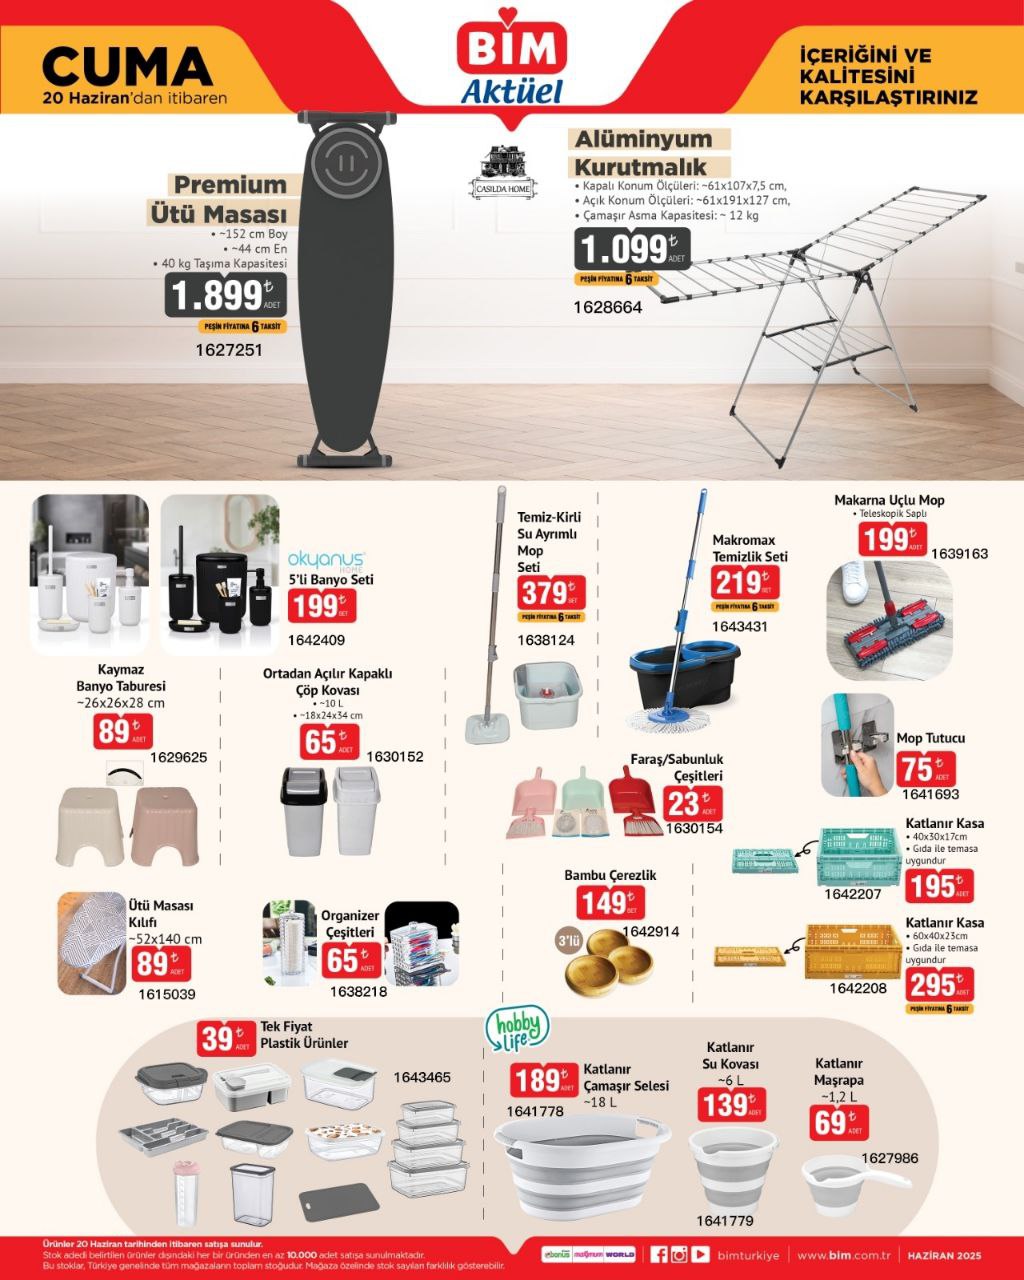 CUMA
20 Haziran'dan itibaren
BİM
Aktüel
İÇERİĞİNİ VE
KALİTESİNİ
KARŞILAŞTIRINIZ
Premium
Ütü Masası
• ~152 cm Boy
• ~44 cm En
• 40 kg Taşıma Kapasitesi
1.899₺
ADET
PEŞİN FİYATINA 6 TAKSİT
1627251
CASILDA HOME
Alüminyum
Kurutmalık
• Kapalı Konum Ölçüleri: ~61x107x7,5 cm,
• Açık Konum Ölçüleri: ~61x191x127 cm,
• Çamaşır Asma Kapasitesi: ~ 12 kg
1.099₺
ADET
PEŞİN FİYATINA 6 TAKSİT
1628664
okyanus
HOME
5'li Banyo Seti
199₺
SET
1642409
Temiz-Kirli
Su Ayrımlı
Mop
Seti
379₺
SET
PEŞİN FİYATINA 6 TAKSİT
1638124
Makromax
Temizlik Seti
219₺
SET
PEŞİN FİYATINA 6 TAKSİT
1643431
Makarna Uçlu Mop
• Teleskopik Saplı
199₺
ADET
1639163
Kaymaz
Banyo Taburesi
~26x26x28 cm
89₺
ADET
1629625
Ortadan Açılır Kapaklı
Çöp Kovası
• ~10 L
• ~18x24x34 cm
65₺
ADET
1630152
Faraş/Sabunluk
Çeşitleri
23₺
ADET
1630154
Mop Tutucu
75₺
ADET
1641693
Katlanır Kasa
• 40x30x17cm
• Gıda ile temasa
uygundur
195₺
ADET
1642207
Ütü Masası
Kılıfı
~52x140 cm
89₺
ADET
1615039
Organizer
Çeşitleri
65₺
ADET
1638218
Bambu Çerezlik
149₺
SET
1642914
3'lü
Katlanır Kasa
• 60x40x23cm
• Gıda ile temasa
uygundur
295₺
ADET
PEŞİN FİYATINA 6 TAKSİT
1642208
39₺
ADET
Tek Fiyat
Plastik Ürünler
1643465
hobby
life
189₺
ADET
Katlanır
Çamaşır Selesi
~18 L
1641778
Katlanır
Su Kovası
~6 L
139₺
ADET
1641779
Katlanır
Maşrapa
~1,2 L
69₺
ADET
1627986
Ürünler 20 Haziran tarihinden itibaren satışa sunulur.
Stok adedi belirtilen ürünler dışındaki her bir üründen en az 10.000 adet satışa sunulmaktadır.
Bu stoklar, Türkiye genelinde tüm mağazaların toplam stoğudur. Mağaza özelinde stok sayıları farklılık gösterebilir.
bonus
maximum
WORLD
bimturkiye
www.bim.com.tr
HAZİRAN 2025